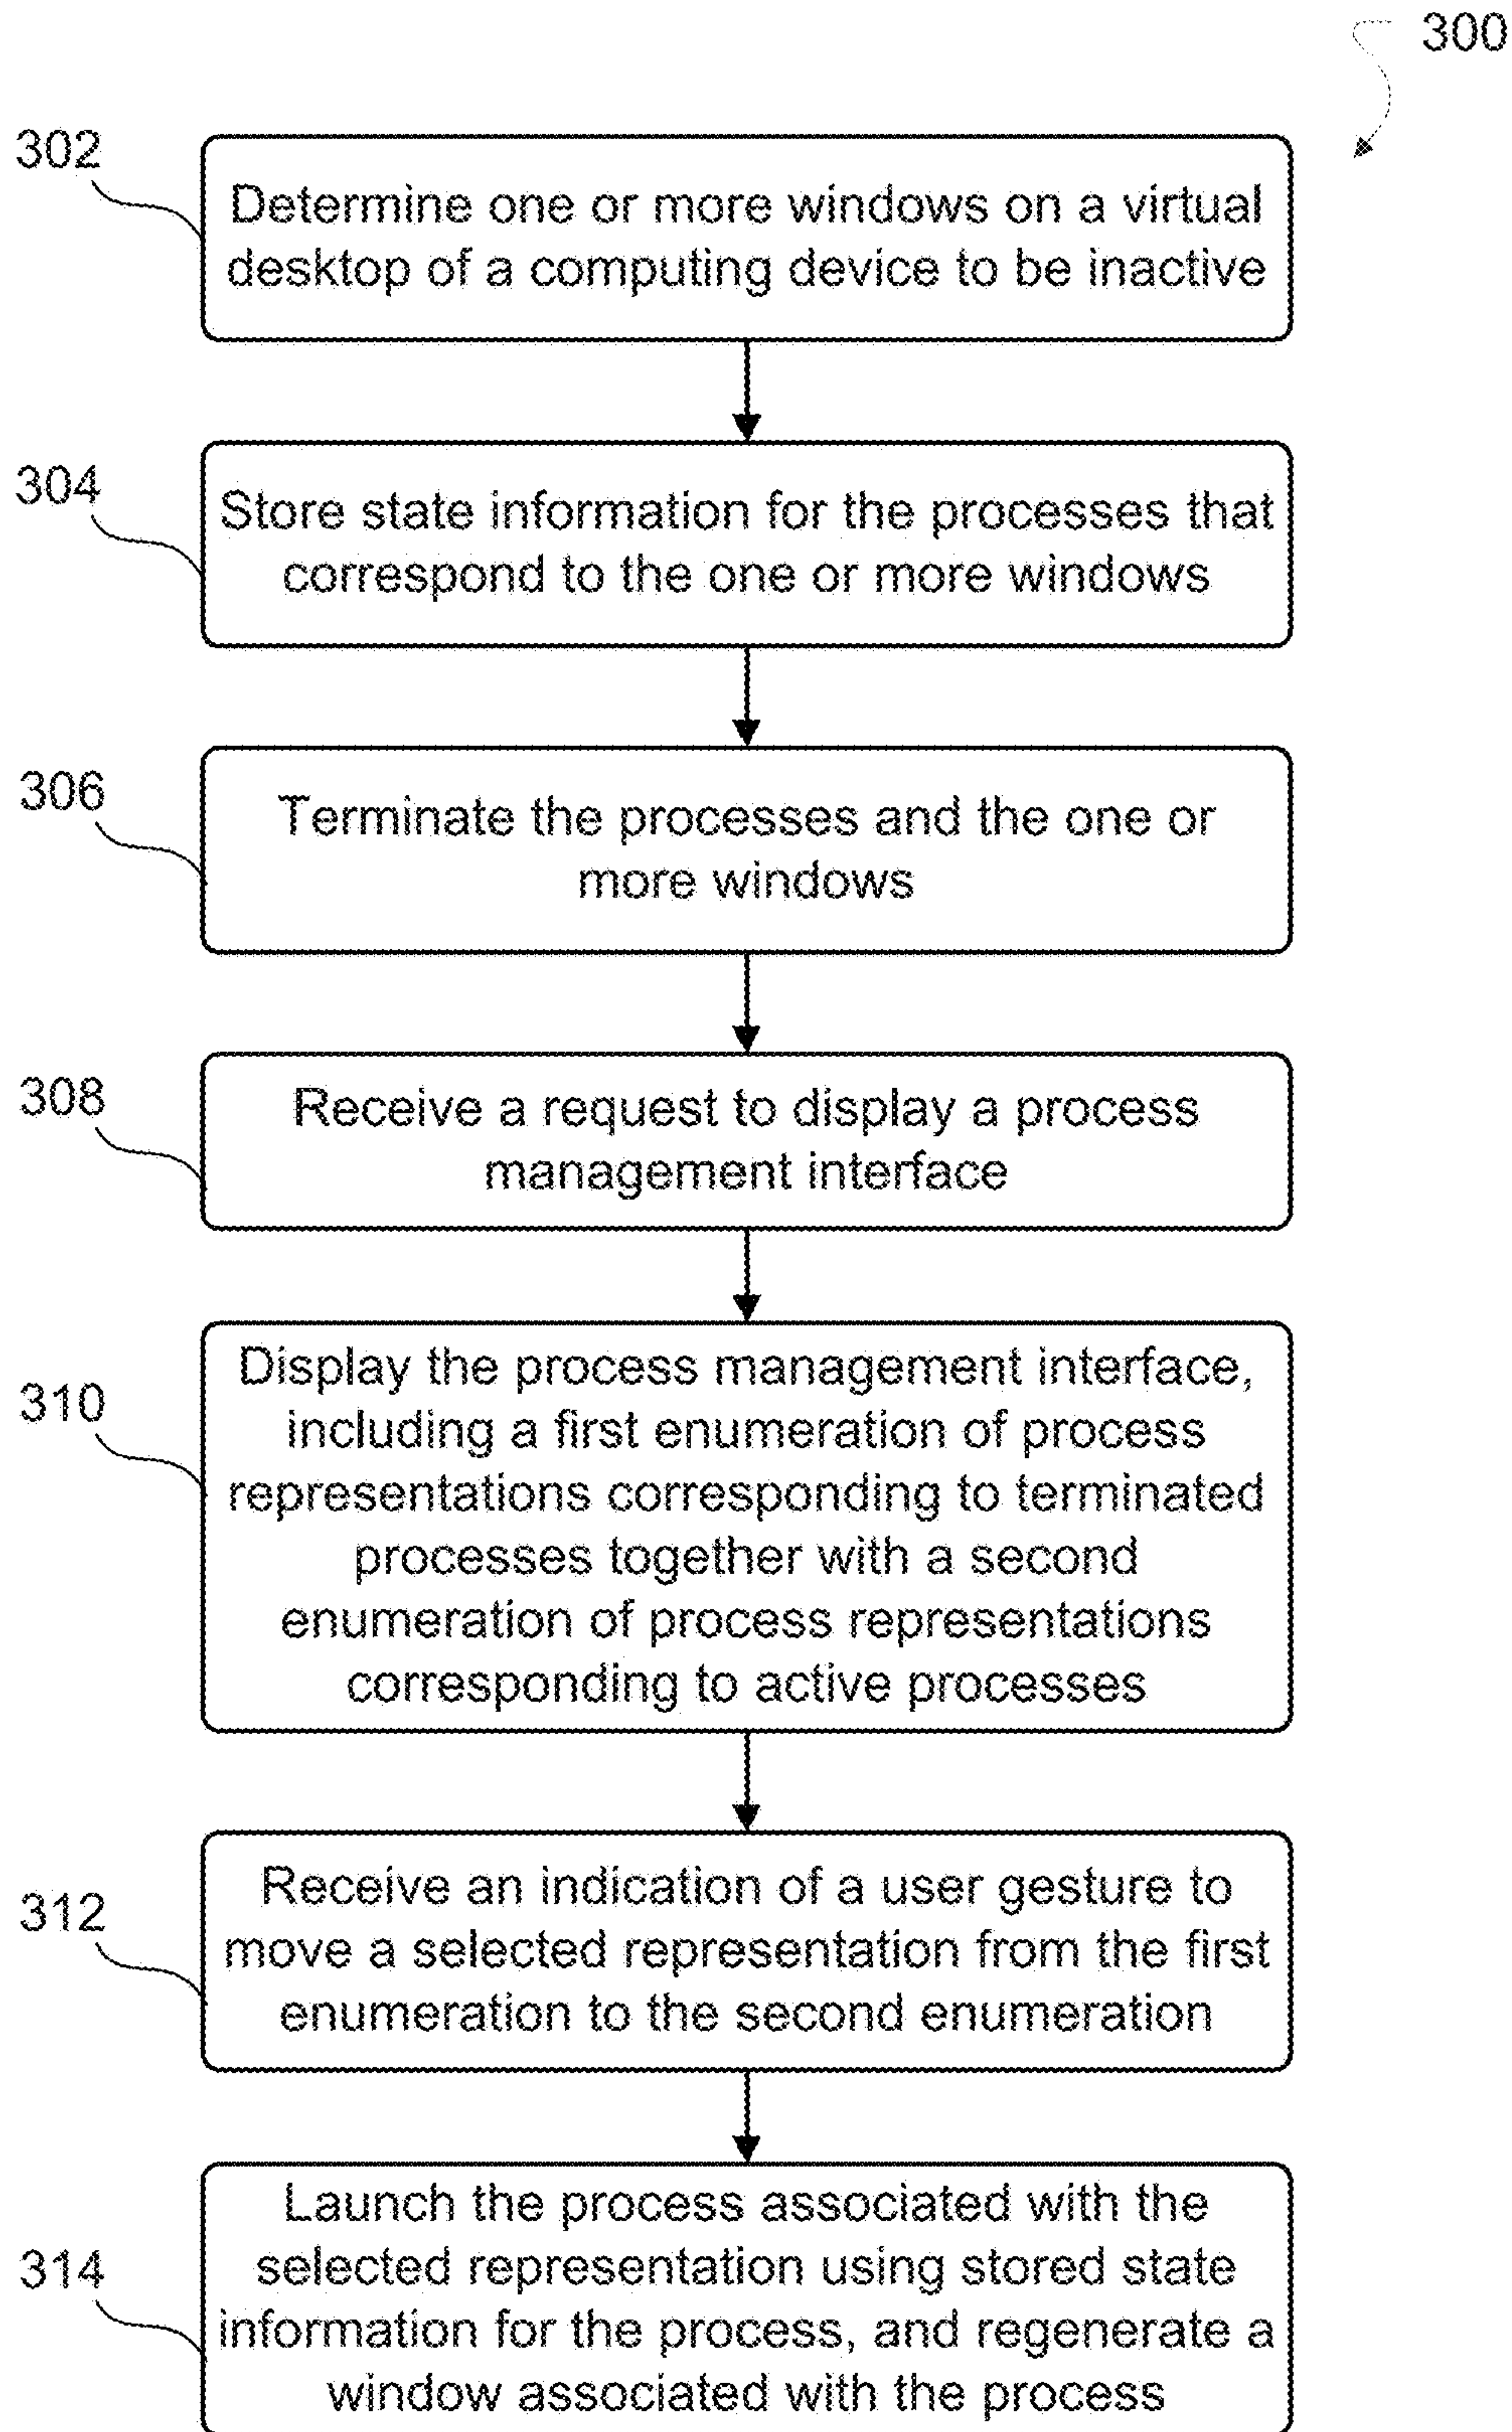 300
302
Determine one or more windows on a virtual
desktop of a computing device to be inactive
304
Store state information for the processes that
correspond to the one or more windows
306
Terminate the processes and the one or
more windows
308
Receive a request to display a process
management interface
310
Display the process management interface,
including a first enumeration of process
representations corresponding to terminated
processes together with a second
enumeration of process representations
corresponding to active processes
312
Receive an indication of a user gesture to
move a selected representation from the first
enumeration to the second enumeration
314
Launch the process associated with the
selected representation using stored state
information for the process, and regenerate a
window associated with the process